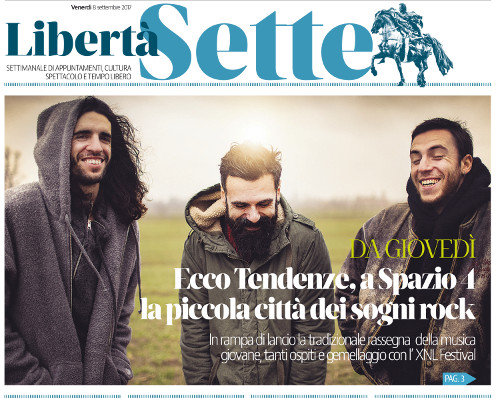 Venerdì 8 settembre 2017
Libertà Sette
SETTIMANALE DI APPUNTAMENTI, CULTURA
SPETTACOLO E TEMPO LIBERO
DA GIOVEDÌ
Ecco Tendenze, a Spazio 4
la piccola città dei sogni rock
In rampa di lancio la tradizionale rassegna della musica
giovane, tanti ospiti e gemellaggio con l' XNL Festival
PAG. 3